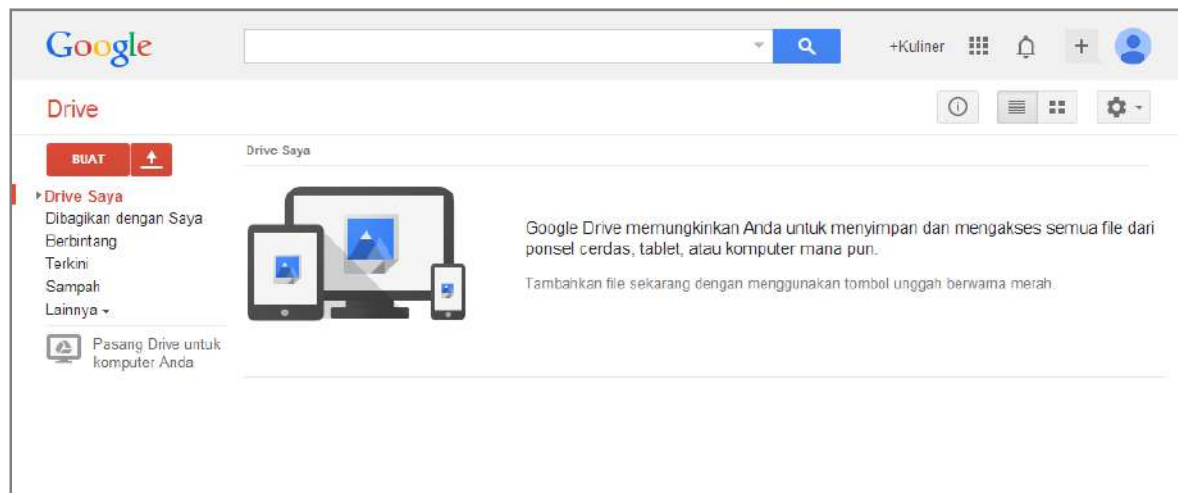 Google
+Kuliner
Drive
BUAT
Drive Saya
Drive Saya
Dibagikan dengan Saya
Berbintang
Terkini
Sampah
Lainnya
Pasang Drive untuk
komputer Anda
Google Drive memungkinkan Anda untuk menyimpan dan mengakses semua file dari
ponsel cerdas, tablet, atau komputer mana pun.
Tambahkan file sekarang dengan menggunakan tombol unggah berwarna merah.